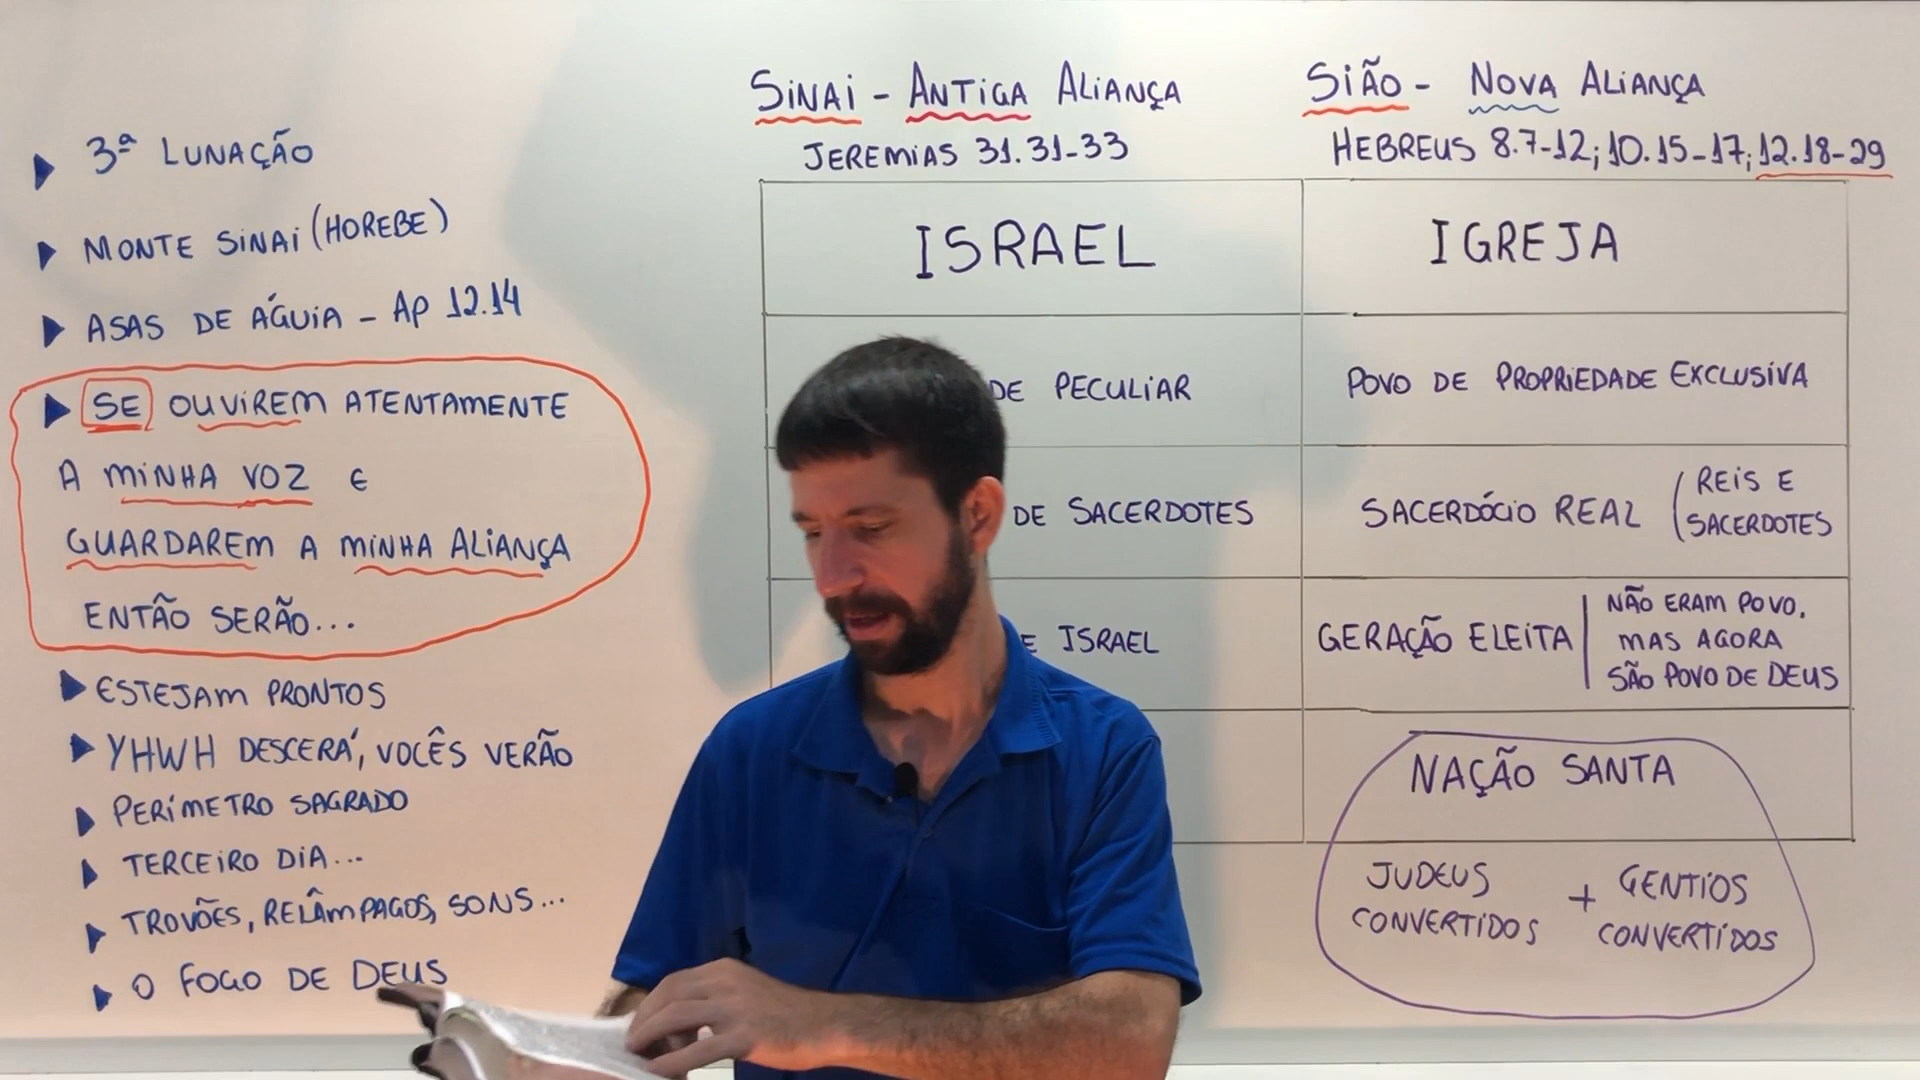 ▶ 3ª LUNAÇÃO
▶ MONTE SINAI (HOREBE)
▶ ASAS DE ÁGUIA - AP 12.14
▶ SE OUVIREM ATENTAMENTE
A MINHA VOZ E
GUARDAREM A MINHA ALIANÇA
ENTÃO SERÃO...
▶ ESTEJAM PRONTOS
▶ YHWH DESCERÁ, VOCÊS VERÃO
▶ PERÍMETRO SAGRADO
▶ TERCEIRO DIA...
▶ TROVÕES, RELÂMPAGOS, SONS...
▶ O FOGO DE DEUS
SINAI - ANTIGA ALIANÇA
JEREMIAS 31.31-33
ISRAEL
DE PECULIAR
DE SACERDOTES
E ISRAEL
SIÃO - NOVA ALIANÇA
HEBREUS 8.7-12; 10.15-17; 12.18-29
IGREJA
POVO DE PROPRIEDADE EXCLUSIVA
SACERDÓCIO REAL
REIS E
SACERDOTES
GERAÇÃO ELEITA
NÃO ERAM POVO,
MAS AGORA
SÃO POVO DE DEUS
NAÇÃO SANTA
JUDEUS
CONVERTIDOS
+
GENTIOS
CONVERTIDOS